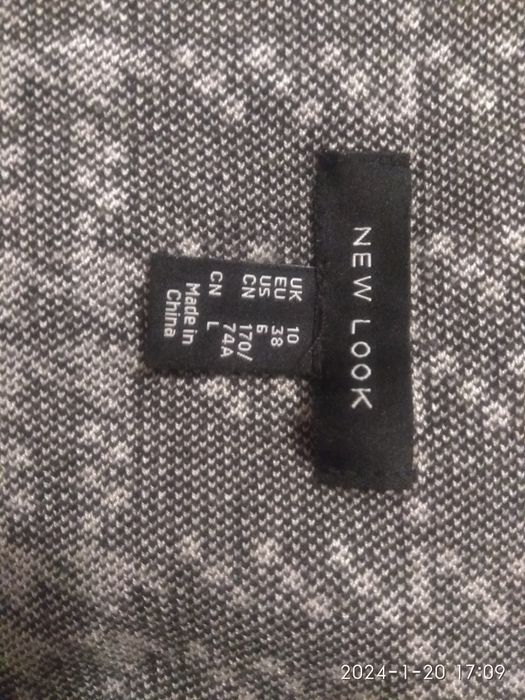 NEW LOOK
UK 10
EU 38
US 6
CN 170/
74A
CN L
Made in
China
2024-1-20 17:09